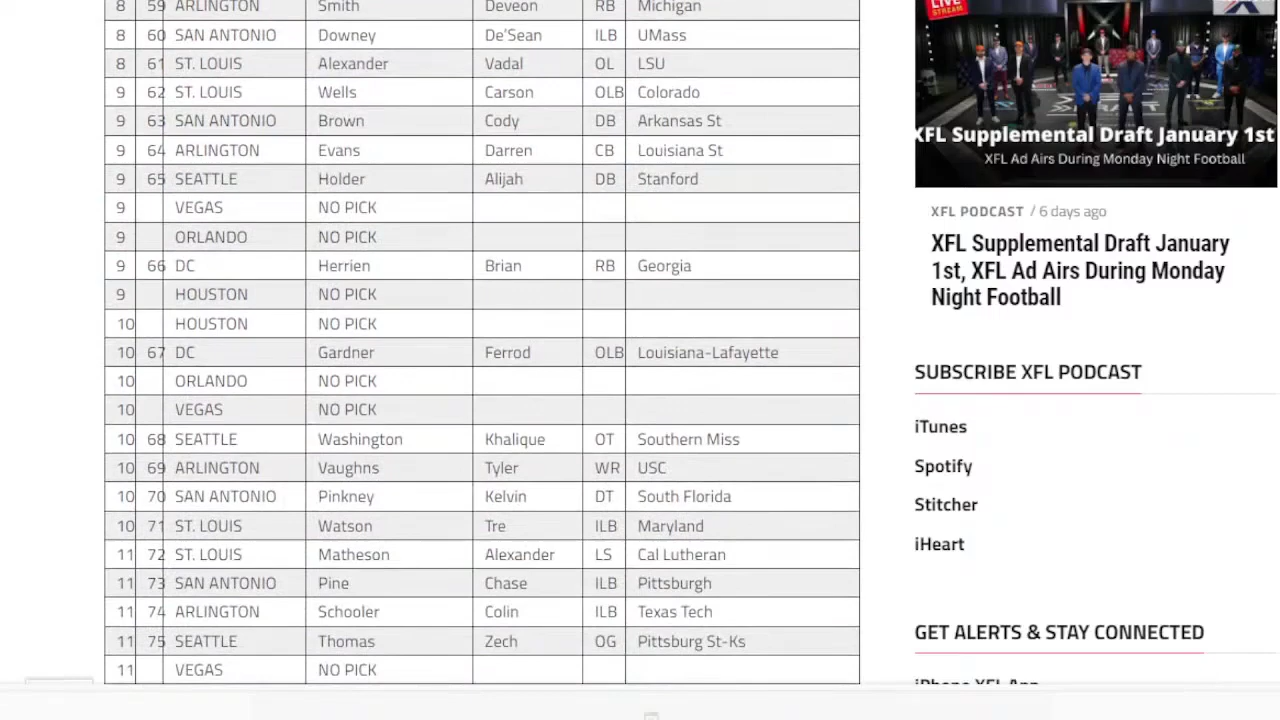 8 59 ARLINGTON Smith Deveon RB Michigan
8 60 SAN ANTONIO Downey De'Sean ILB UMass
8 61 ST. LOUIS Alexander Vadal OL LSU
9 62 ST. LOUIS Wells Carson OLB Colorado
9 63 SAN ANTONIO Brown Cody DB Arkansas St
9 64 ARLINGTON Evans Darren CB Louisiana St
9 65 SEATTLE Holder Alijah DB Stanford
9 VEGAS NO PICK
9 ORLANDO NO PICK
9 66 DC Herrien Brian RB Georgia
9 HOUSTON NO PICK
10 HOUSTON NO PICK
10 67 DC Gardner Ferrod OLB Louisiana-Lafayette
10 ORLANDO NO PICK
10 VEGAS NO PICK
10 68 SEATTLE Washington Khalique OT Southern Miss
10 69 ARLINGTON Vaughns Tyler WR USC
10 70 SAN ANTONIO Pinkney Kelvin DT South Florida
10 71 ST. LOUIS Watson Tre ILB Maryland
11 72 ST. LOUIS Matheson Alexander LS Cal Lutheran
11 73 SAN ANTONIO Pine Chase ILB Pittsburgh
11 74 ARLINGTON Schooler Colin ILB Texas Tech
11 75 SEATTLE Thomas Zech OG Pittsburg St-Ks
11 VEGAS NO PICK
LIVE
STREAM
XFL Supplemental Draft January 1st
XFL Ad Airs During Monday Night Football
XFL PODCAST / 6 days ago
XFL Supplemental Draft January
1st, XFL Ad Airs During Monday
Night Football
SUBSCRIBE XFL PODCAST
iTunes
Spotify
Stitcher
iHeart
GET ALERTS & STAY CONNECTED
iPhone XFL App